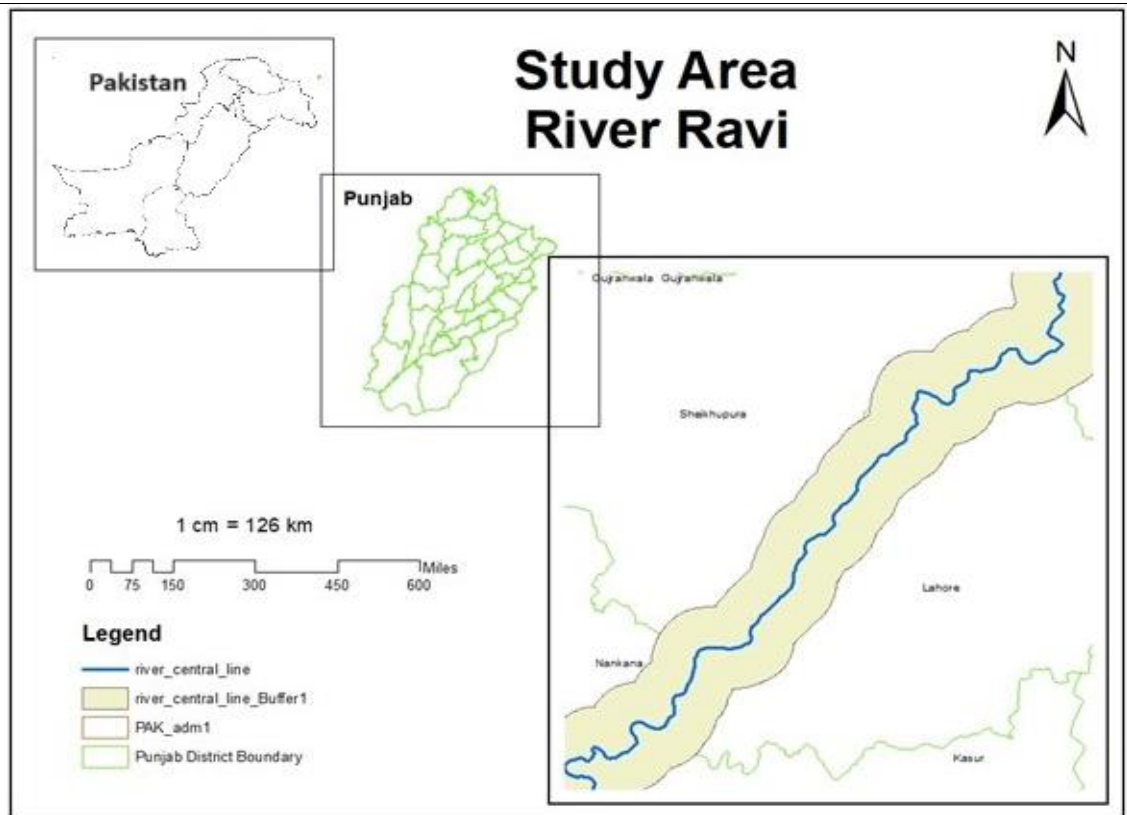 Pakistan
Study Area
River Ravi
N
Punjab
Gujranwala Gujranwala
Sheikhupura
Lahore
Nankana
Kasur
1 cm = 126 km
Miles
0 75 150 300 450 600
Legend
river_central_line
river_central_line_Buffer1
PAK_adm1
Punjab District Boundary